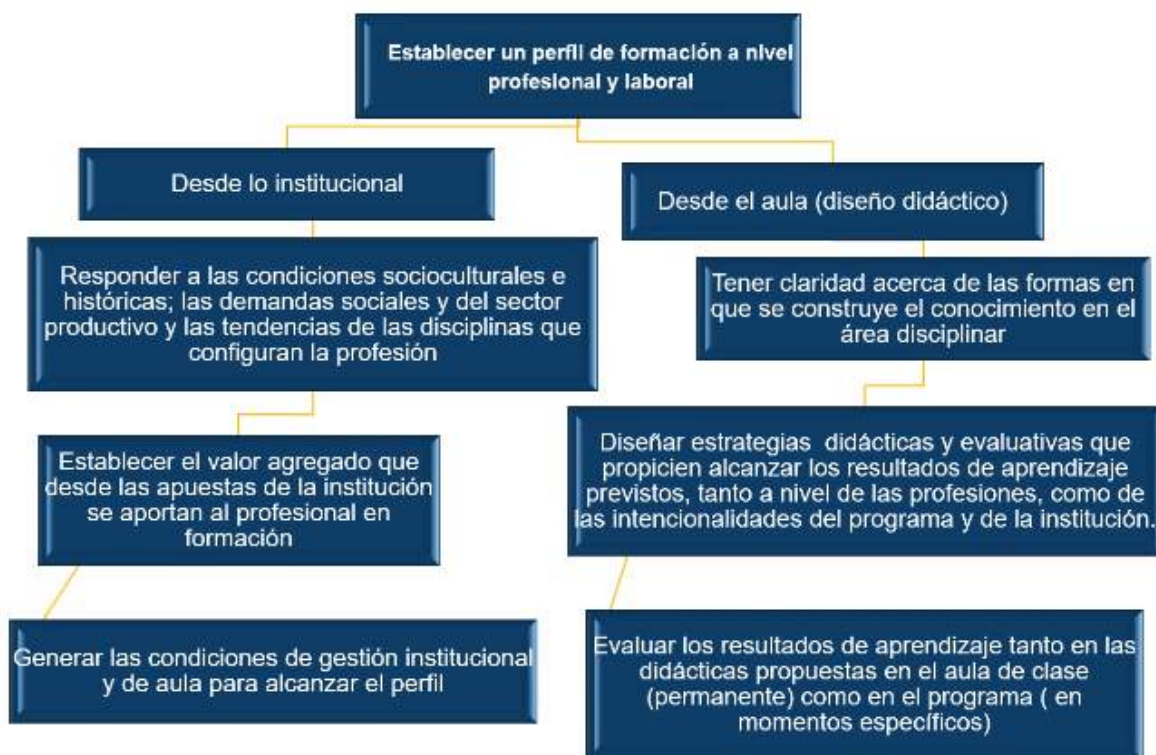 Establecer un perfil de formación a nivel
profesional y laboral
Desde lo institucional
Desde el aula (diseño didáctico)
Responder a las condiciones socioculturales e
históricas; las demandas sociales y del sector
productivo y las tendencias de las disciplinas que
configuran la profesión
Tener claridad acerca de las formas en
que se construye el conocimiento en el
área disciplinar
Establecer el valor agregado que
desde las apuestas de la institución
se aportan al profesional en
formación
Diseñar estrategias didácticas y evaluativas que
propicien alcanzar los resultados de aprendizaje
previstos, tanto a nivel de las profesiones, como de
las intencionalidades del programa y de la institución.
Generar las condiciones de gestión institucional
y de aula para alcanzar el perfil
Evaluar los resultados de aprendizaje tanto en las
didácticas propuestas en el aula de clase
(permanente) como en el programa ( en
momentos específicos)